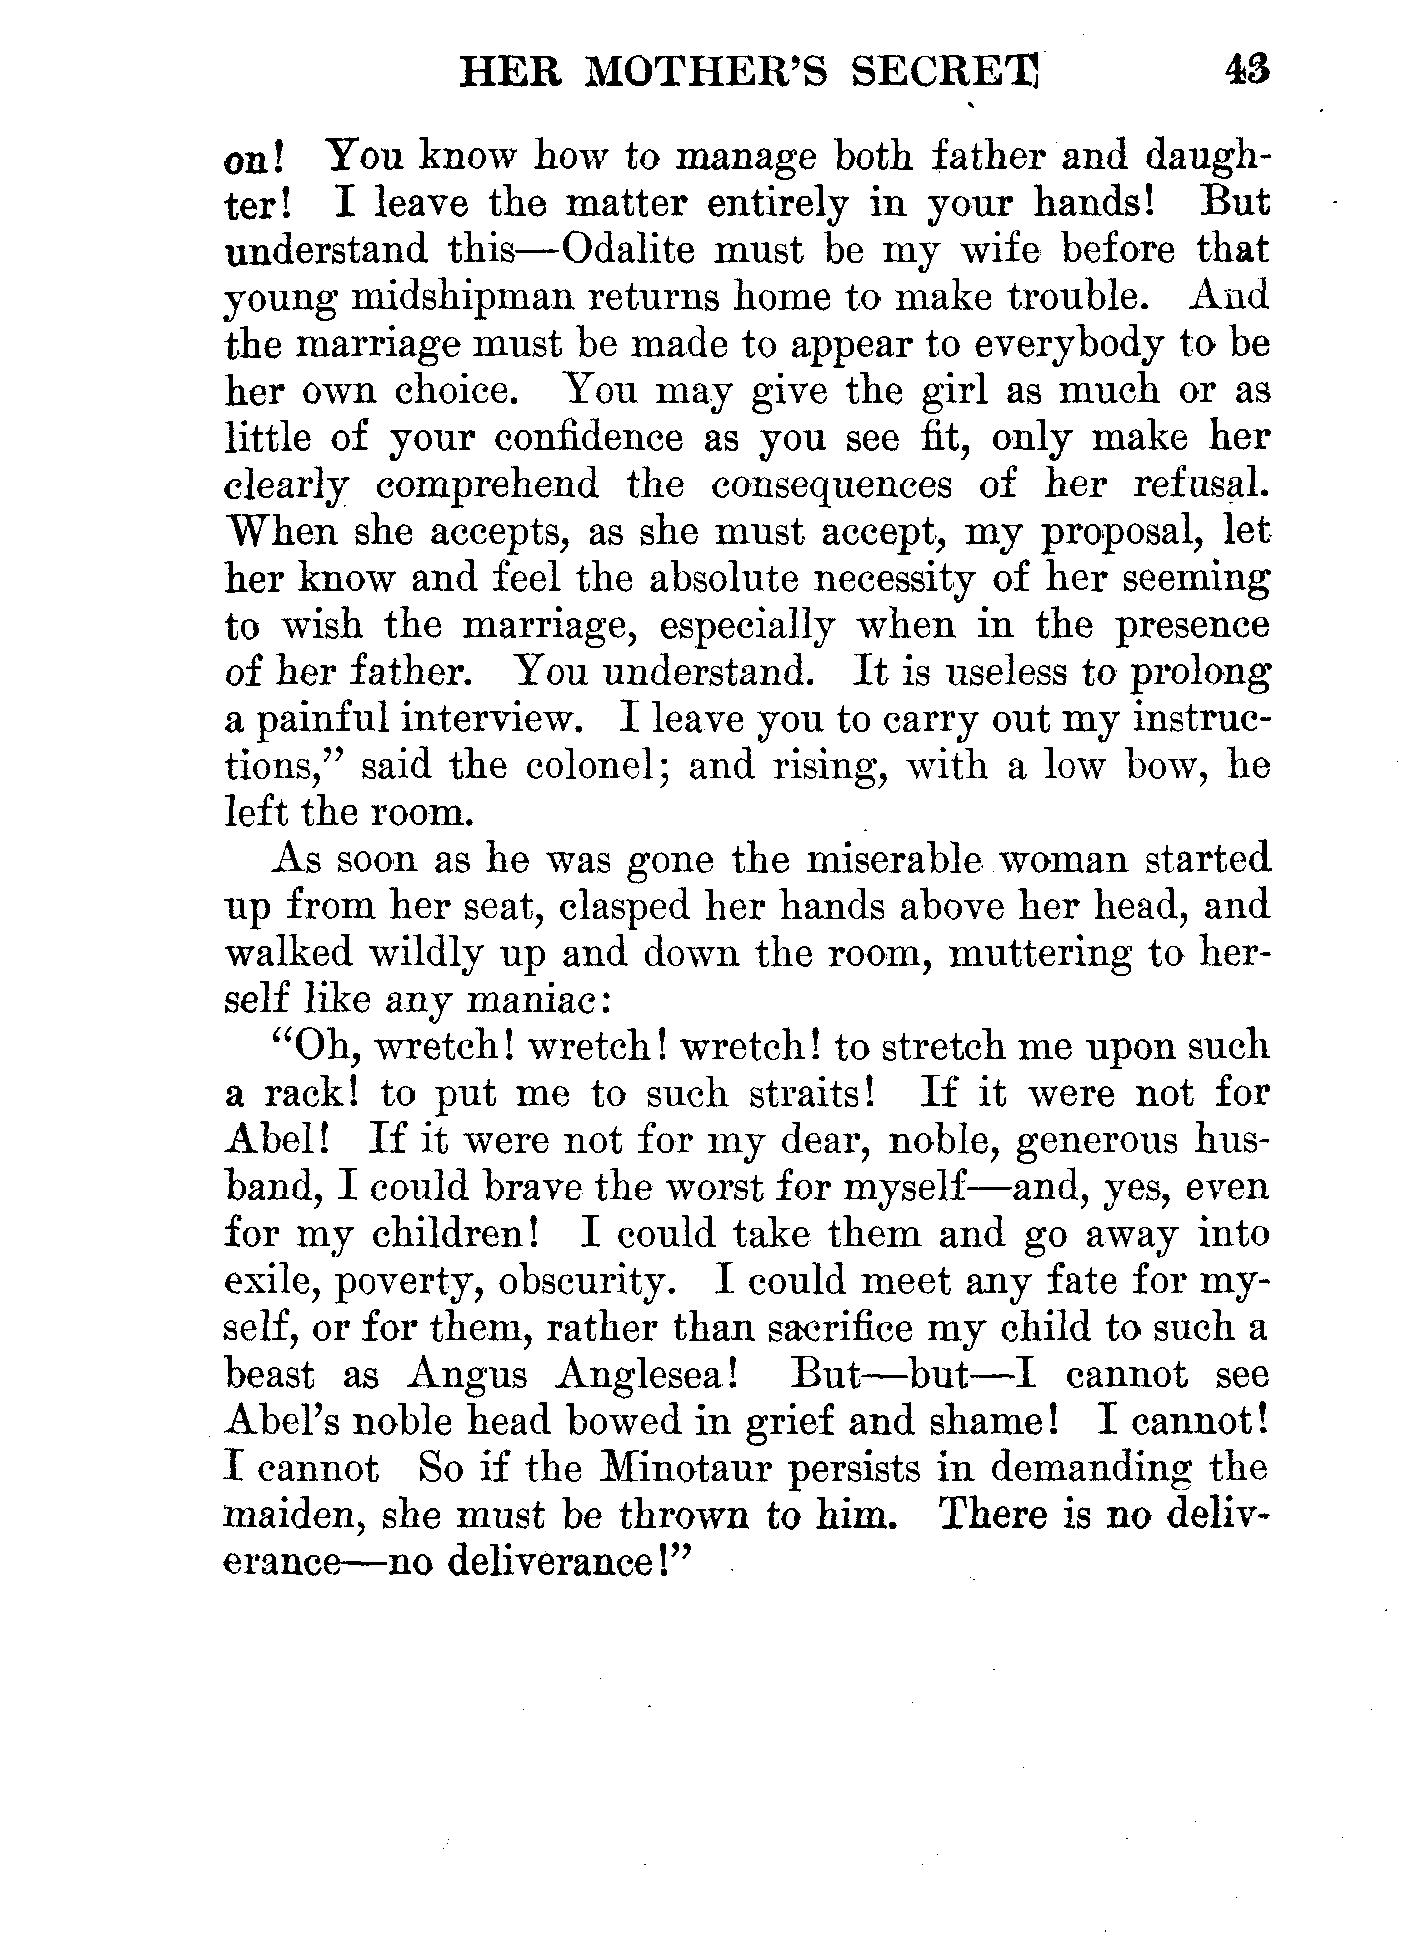 HER MOTHER'S SECRET 43
on! You know how to manage both father and daugh-
ter! I leave the matter entirely in your hands! But
understand this—Odalite must be my wife before that
young midshipman returns home to make trouble. And
the marriage must be made to appear to everybody to be
her own choice. You may give the girl as much or as
little of your confidence as you see fit, only make her
clearly comprehend the consequences of her refusal.
When she accepts, as she must accept, my proposal, let
her know and feel the absolute necessity of her seeming
to wish the marriage, especially when in the presence
of her father. You understand. It is useless to prolong
a painful interview. I leave you to carry out my instruc-
tions,” said the colonel; and rising, with a low bow, he
left the room.
As soon as he was gone the miserable woman started
up from her seat, clasped her hands above her head, and
walked wildly up and down the room, muttering to her-
self like any maniac:
“Oh, wretch! wretch! wretch! to stretch me upon such
a rack! to put me to such straits! If it were not for
Abel! If it were not for my dear, noble, generous hus-
band, I could brave the worst for myself—and, yes, even
for my children! I could take them and go away into
exile, poverty, obscurity. I could meet any fate for my-
self, or for them, rather than sacrifice my child to such a
beast as Angus Anglesea! But—but—I cannot see
Abel's noble head bowed in grief and shame! I cannot!
I cannot So if the Minotaur persists in demanding the
maiden, she must be thrown to him. There is no deliv-
erance—no deliverance!”